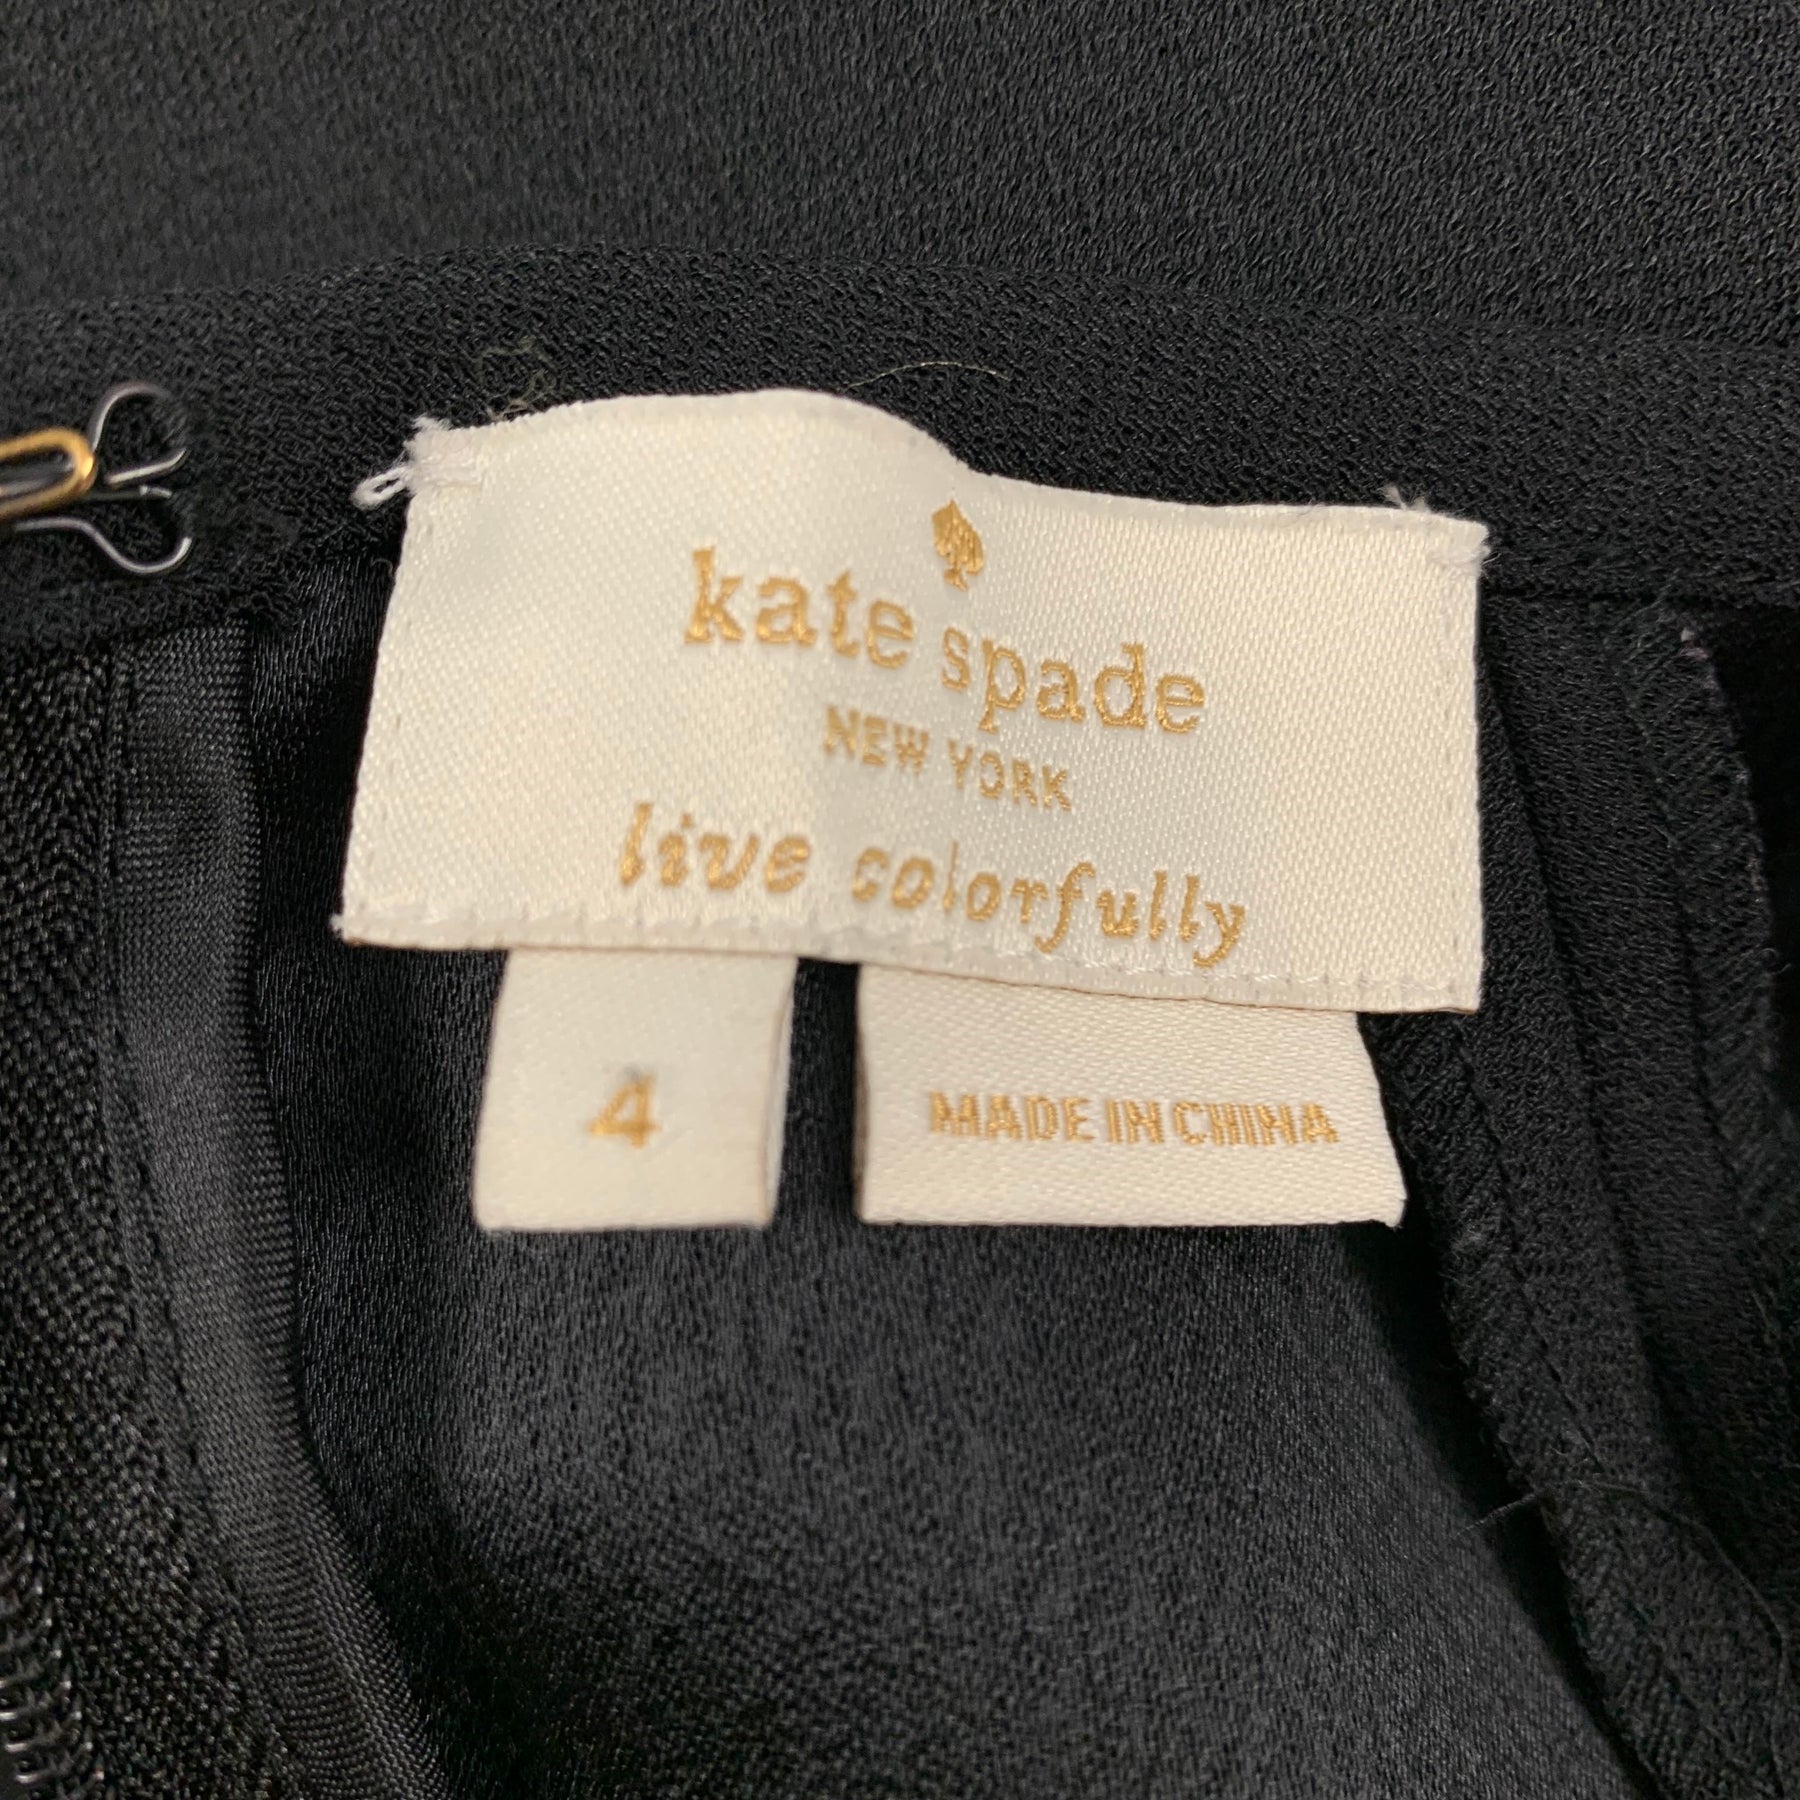 kate spade
NEW YORK
live colorfully
4
MADE IN CHINA